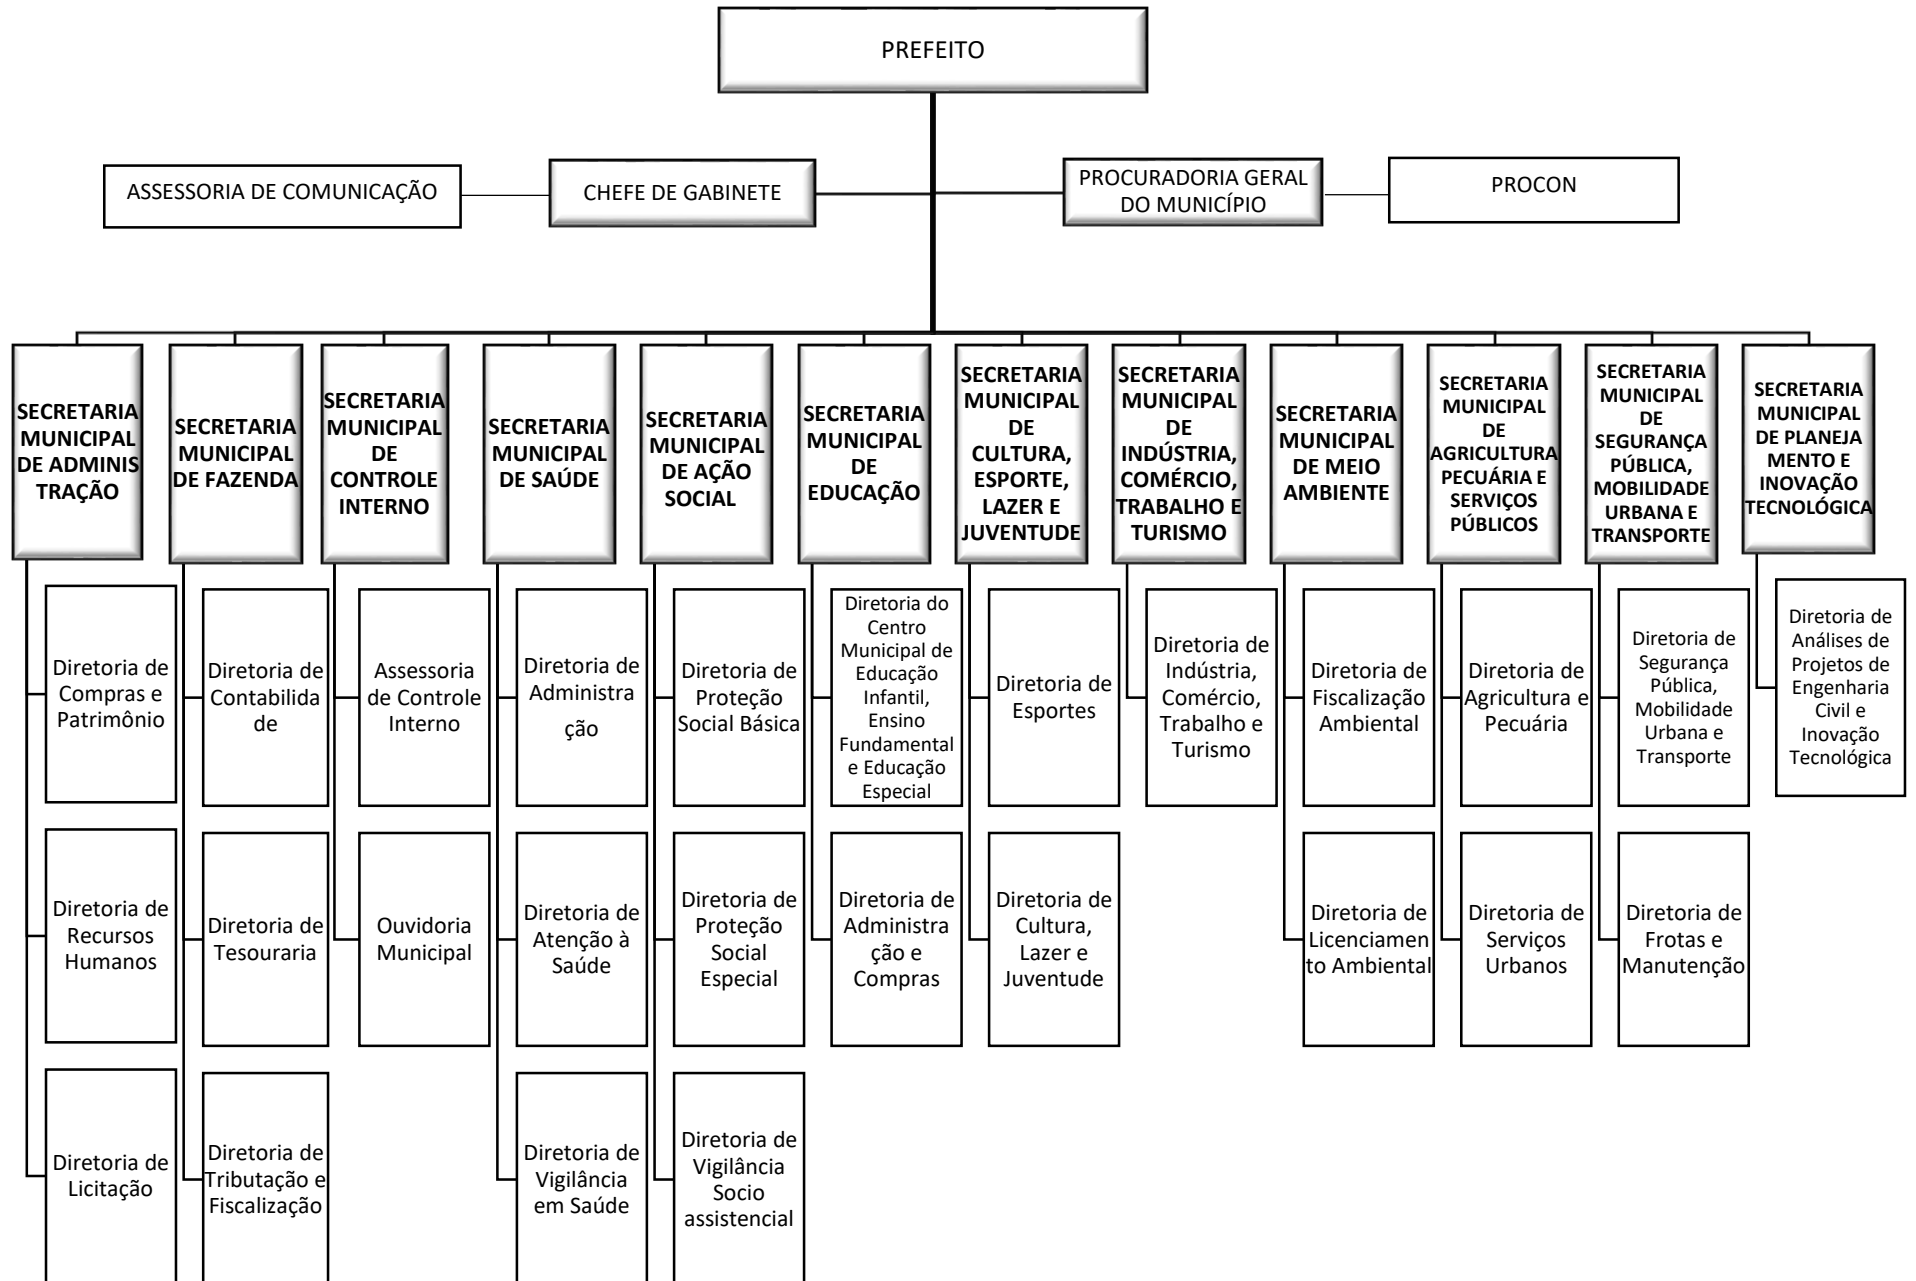 PREFEITO
ASSESSORIA DE COMUNICAÇÃO
CHEFE DE GABINETE
PROCURADORIA GERAL
DO MUNICÍPIO
PROCON
SECRETARIA
MUNICIPAL
DE ADMINIS
TRAÇÃO
SECRETARIA
MUNICIPAL
DE FAZENDA
SECRETARIA
MUNICIPAL
DE
CONTROLE
INTERNO
SECRETARIA
MUNICIPAL
DE SAÚDE
SECRETARIA
MUNICIPAL
DE AÇÃO
SOCIAL
SECRETARIA
MUNICIPAL
DE
EDUCAÇÃO
SECRETARIA
MUNICIPAL
DE
CULTURA,
ESPORTE,
LAZER E
JUVENTUDE
SECRETARIA
MUNICIPAL
DE
INDÚSTRIA,
COMÉRCIO,
TRABALHO E
TURISMO
SECRETARIA
MUNICIPAL
DE MEIO
AMBIENTE
SECRETARIA
MUNICIPAL
DE
AGRICULTURA
PECUÁRIA E
SERVIÇOS
PÚBLICOS
SECRETARIA
MUNICIPAL
DE
SEGURANÇA
PÚBLICA,
MOBILIDADE
URBANA E
TRANSPORTE
SECRETARIA
MUNICIPAL
DE PLANEJA
MENTO E
INOVAÇÃO
TECNOLÓGICA
Diretoria de
Compras e
Patrimônio
Diretoria de
Contabilida
de
Assessoria
de Controle
Interno
Diretoria de
Administra
ção
Diretoria de
Proteção
Social Básica
Diretoria do
Centro
Municipal de
Educação
Infantil,
Ensino
Fundamental
e Educação
Especial
Diretoria de
Esportes
Diretoria de
Indústria,
Comércio,
Trabalho e
Turismo
Diretoria de
Fiscalização
Ambiental
Diretoria de
Agricultura e
Pecuária
Diretoria de
Segurança
Pública,
Mobilidade
Urbana e
Transporte
Diretoria de
Análises de
Projetos de
Engenharia
Civil e
Inovação
Tecnológica
Diretoria de
Recursos
Humanos
Diretoria de
Tesouraria
Ouvidoria
Municipal
Diretoria de
Atenção à
Saúde
Diretoria de
Proteção
Social
Especial
Diretoria de
Administra
ção e
Compras
Diretoria de
Cultura,
Lazer e
Juventude
Diretoria de
Licenciamen
to Ambiental
Diretoria de
Serviços
Urbanos
Diretoria de
Frotas e
Manutenção
Diretoria de
Licitação
Diretoria de
Tributação e
Fiscalização
Diretoria de
Vigilância
em Saúde
Diretoria de
Vigilância
Socio
assistencial